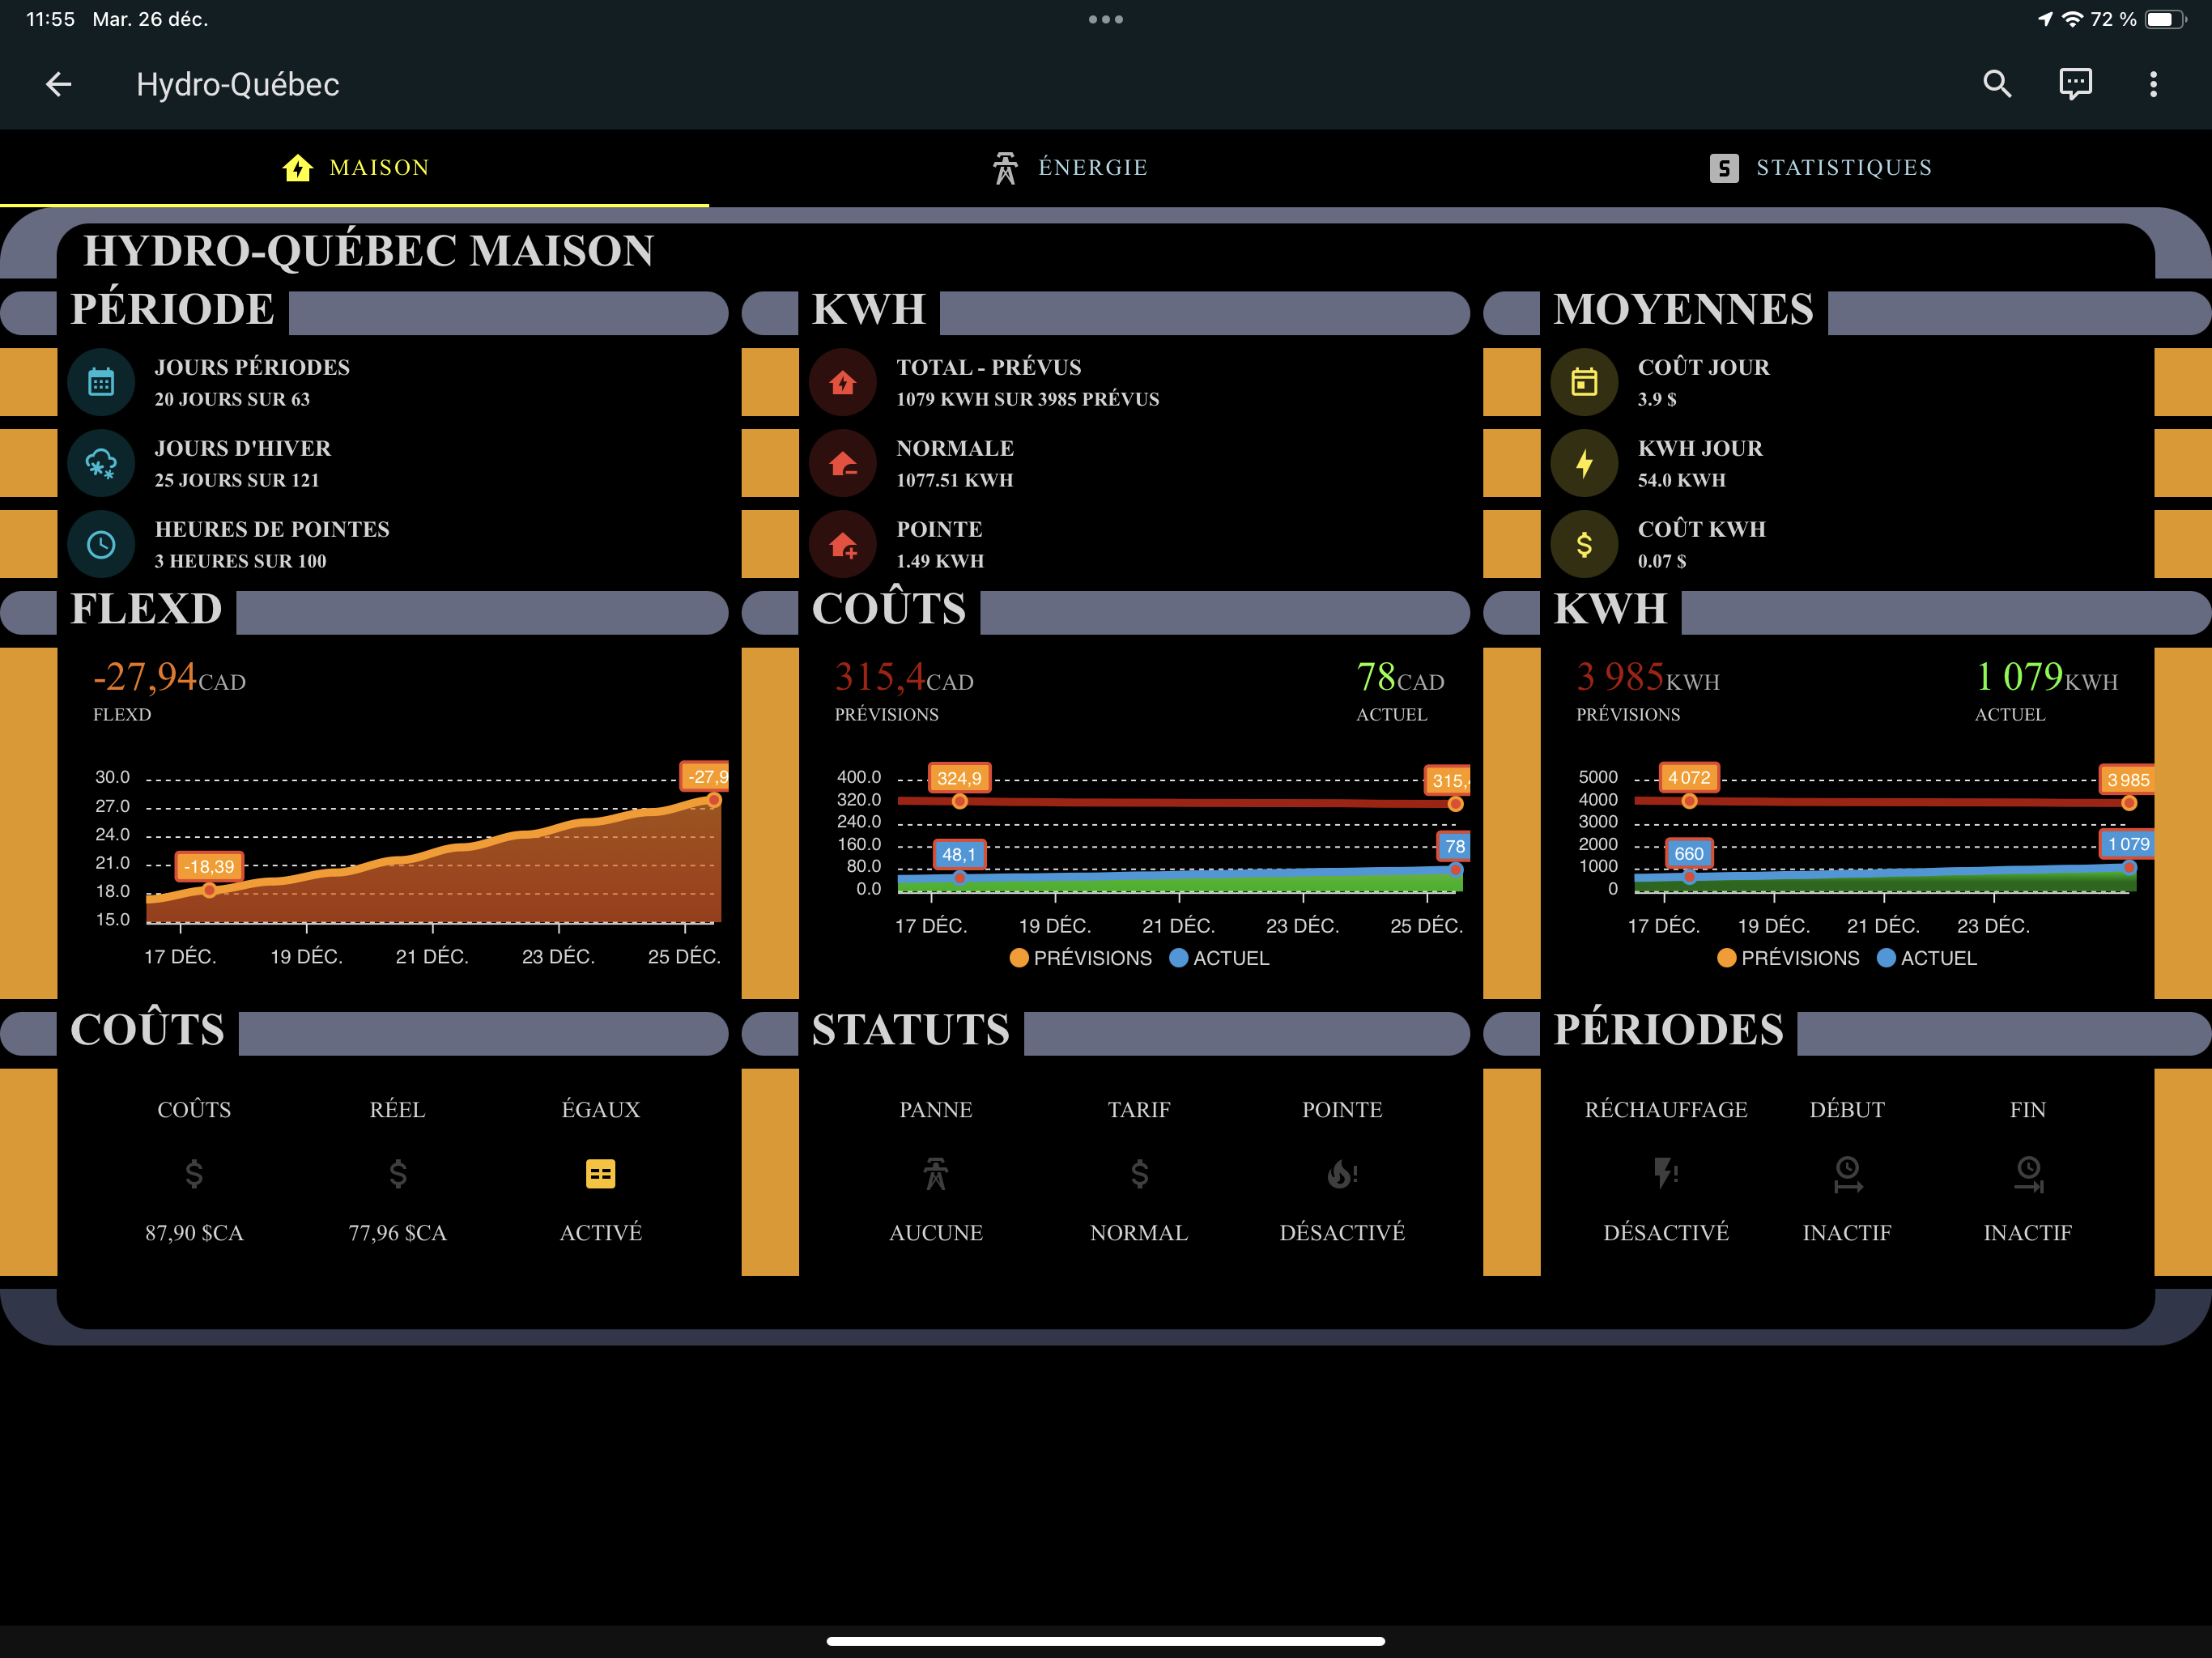 11:55 Mar. 26 déc.
72 %
Hydro-Québec
MAISON
ÉNERGIE
STATISTIQUES
HYDRO-QUÉBEC MAISON
PÉRIODE
JOURS PÉRIODES
20 JOURS SUR 63
JOURS D'HIVER
25 JOURS SUR 121
HEURES DE POINTES
3 HEURES SUR 100
KWH
TOTAL - PRÉVUS
1079 KWH SUR 3985 PRÉVUS
NORMALE
1077.51 KWH
POINTE
1.49 KWH
MOYENNES
COÛT JOUR
3.9 $
KWH JOUR
54.0 KWH
COÛT KWH
0.07 $
FLEXD
-27,94CAD
FLEXD
30.0
27.0
24.0
21.0
18.0
15.0
-18,39
-27,9
17 DÉC. 19 DÉC. 21 DÉC. 23 DÉC. 25 DÉC.
COÛTS
315,4CAD
PRÉVISIONS
78CAD
ACTUEL
400.0
320.0
240.0
160.0
80.0
0.0
324,9
315,
48,1
78
17 DÉC. 19 DÉC. 21 DÉC. 23 DÉC. 25 DÉC.
PRÉVISIONS ACTUEL
KWH
3 985KWH
PRÉVISIONS
1 079KWH
ACTUEL
5000
4000
3000
2000
1000
0
4 072
3 985
660
1 079
17 DÉC. 19 DÉC. 21 DÉC. 23 DÉC.
PRÉVISIONS ACTUEL
COÛTS
COÛTS RÉEL ÉGAUX
87,90 $CA 77,96 $CA ACTIVÉ
STATUTS
PANNE TARIF POINTE
AUCUNE NORMAL DÉSACTIVÉ
PÉRIODES
RÉCHAUFFAGE DÉBUT FIN
DÉSACTIVÉ INACTIF INACTIF